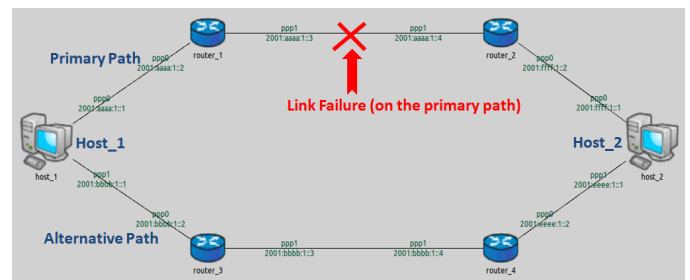 ppp1
2001:aaaa:1::3
ppp1
2001:aaaa:1::4
router_1
router_2
Primary Path
ppp0
2001:aaaa:1::2
ppp0
2001:ffff:1::2
Link Failure (on the primary path)
ppp0
2001:aaaa:1::1
ppp0
2001:ffff:1::1
Host_1
Host_2
host_1
host_2
ppp1
2001:bbbb:1::1
ppp1
2001:eeee:1::1
ppp0
2001:bbbb:1::2
ppp0
2001:eeee:1::2
Alternative Path
ppp1
2001:bbbb:1::3
ppp1
2001:bbbb:1::4
router_3
router_4